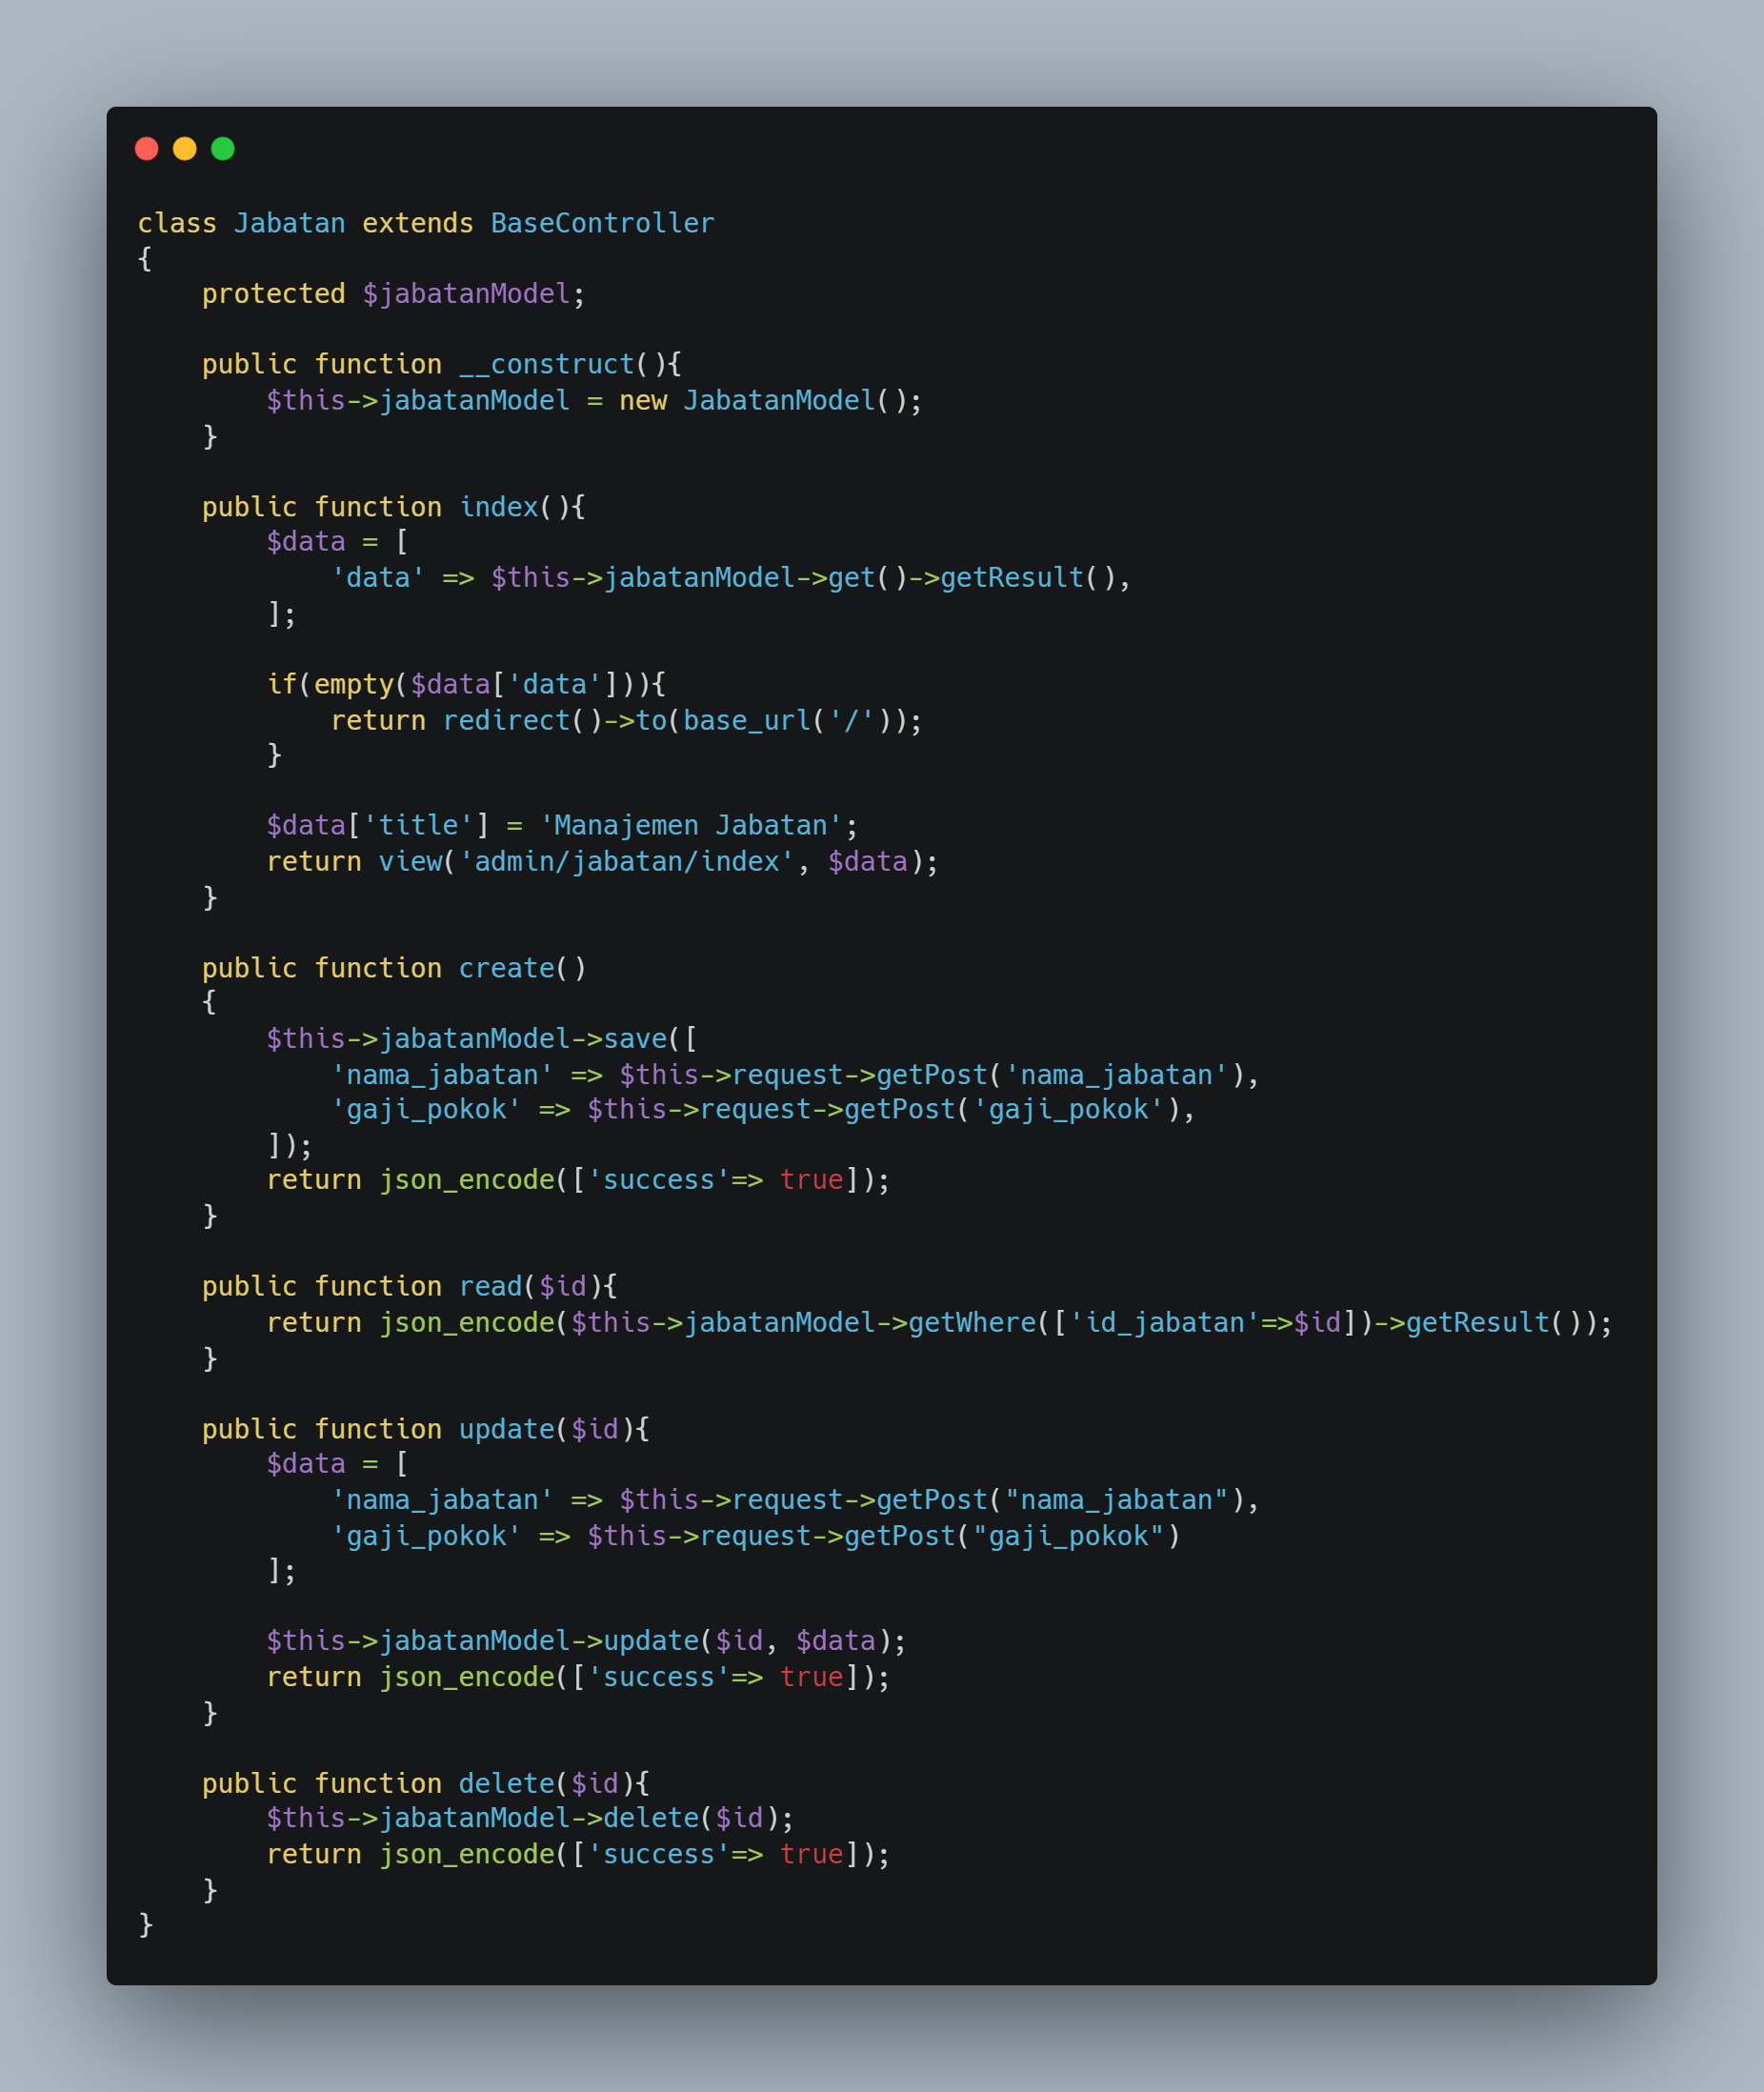 class Jabatan extends BaseController
{
    protected $jabatanModel;

    public function __construct(){
        $this->jabatanModel = new JabatanModel();
    }

    public function index(){
        $data = [
            'data' => $this->jabatanModel->get()->getResult(),
        ];

        if(empty($data['data'])){
            return redirect()->to(base_url('/'));
        }

        $data['title'] = 'Manajemen Jabatan';
        return view('admin/jabatan/index', $data);
    }

    public function create()
    {
        $this->jabatanModel->save([
            'nama_jabatan' => $this->request->getPost('nama_jabatan'),
            'gaji_pokok' => $this->request->getPost('gaji_pokok'),
        ]);
        return json_encode(['success'=> true]);
    }

    public function read($id){
        return json_encode($this->jabatanModel->getWhere(['id_jabatan'=>$id])->getResult());
    }

    public function update($id){
        $data = [
            'nama_jabatan' => $this->request->getPost("nama_jabatan"),
            'gaji_pokok' => $this->request->getPost("gaji_pokok")
        ];

        $this->jabatanModel->update($id, $data);
        return json_encode(['success'=> true]);
    }

    public function delete($id){
        $this->jabatanModel->delete($id);
        return json_encode(['success'=> true]);
    }
}